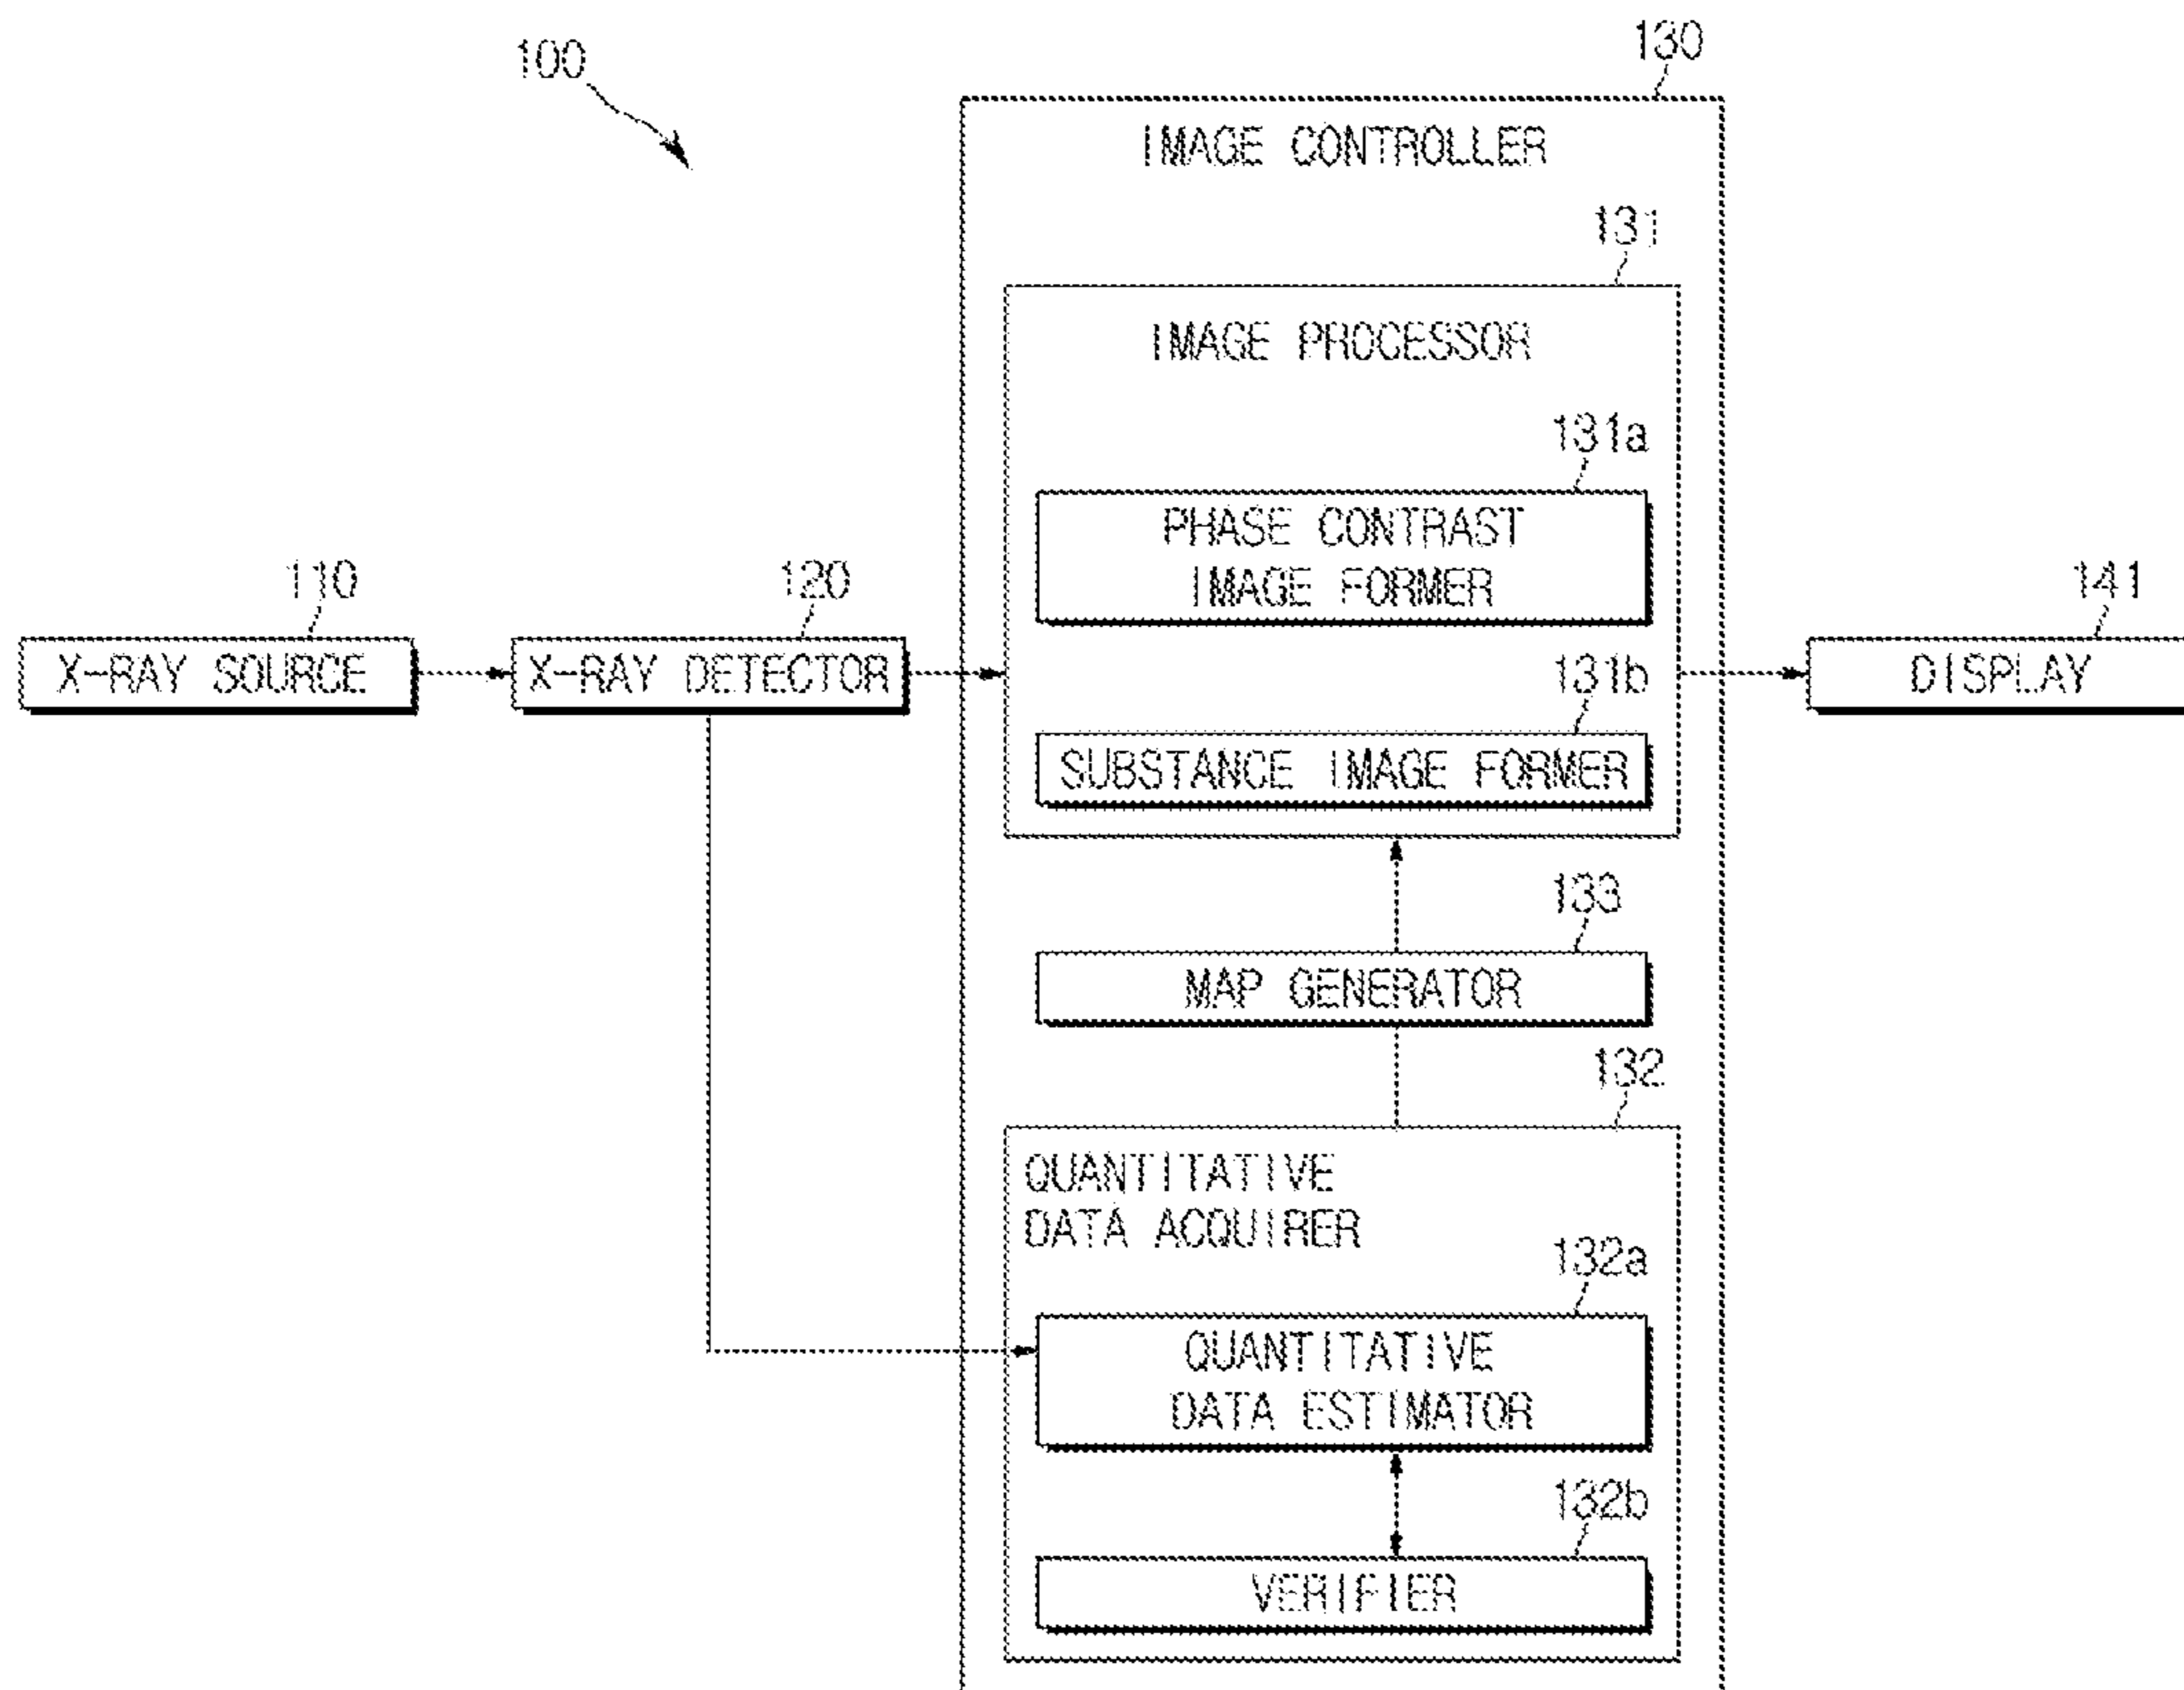 100
130
IMAGE CONTROLLER
131
IMAGE PROCESSOR
131a
PHASE CONTRAST
IMAGE FORMER
110
120
141
X-RAY SOURCE
X-RAY DETECTOR
131b
DISPLAY
SUBSTANCE IMAGE FORMER
133
MAP GENERATOR
132
QUANTITATIVE
DATA ACQUIRER
132a
QUANTITATIVE
DATA ESTIMATOR
132b
VERIFIER